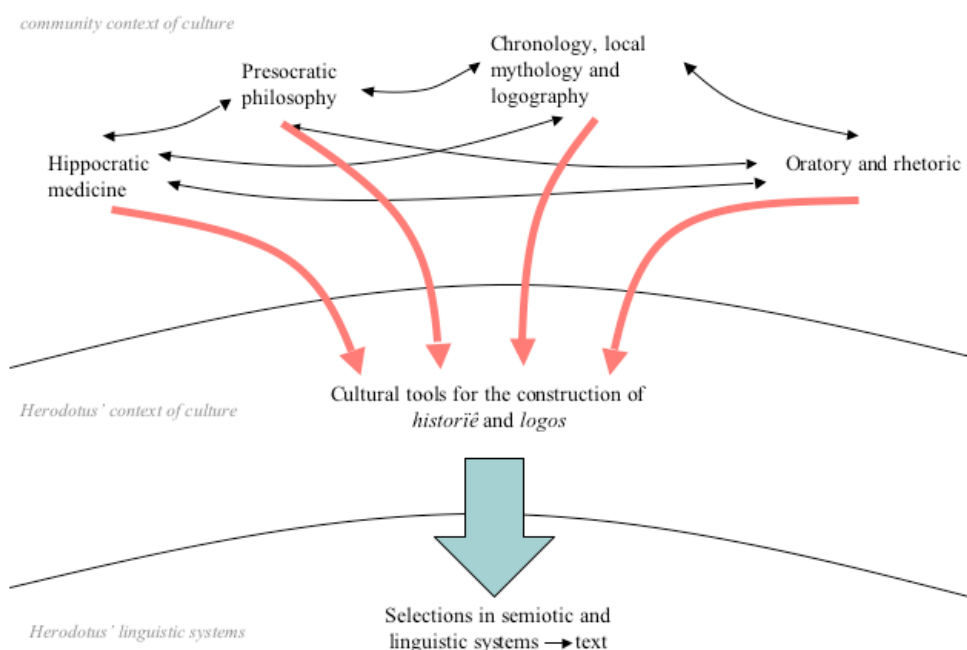 community context of culture
Chronology, local
mythology and
logography
Presocratic
philosophy
Hippocratic
medicine
Oratory and rhetoric
Cultural tools for the construction of
historïê and logos
Herodotus’ context of culture
Selections in semiotic and
linguistic systems → text
Herodotus’ linguistic systems